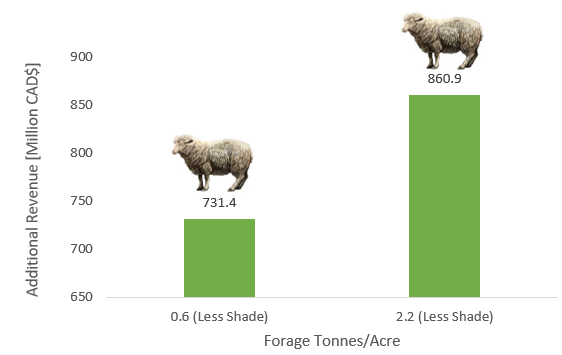 Additional Revenue [Million CAD$]
900
850
800
750
700
650
731.4
860.9
0.6 (Less Shade)
2.2 (Less Shade)
Forage Tonnes/Acre